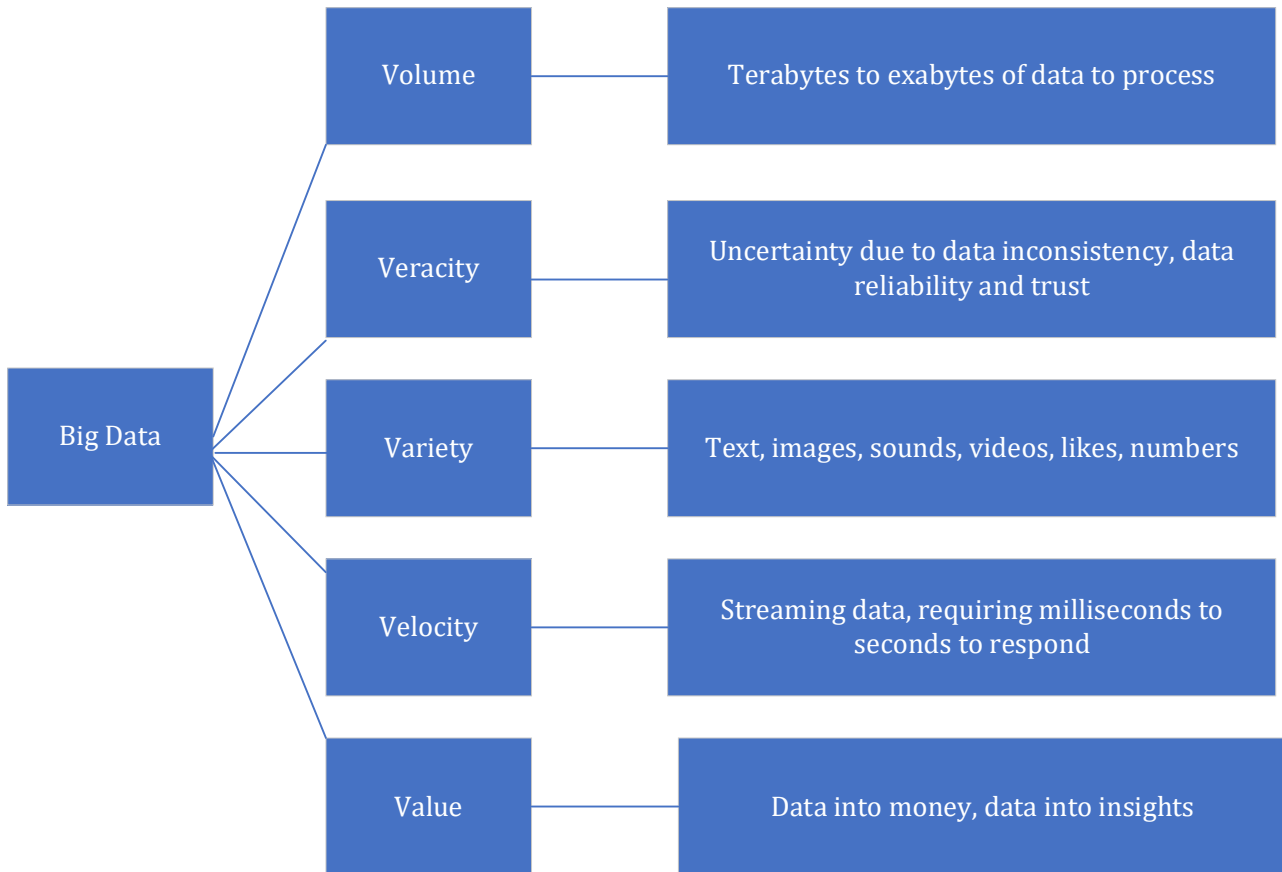 Volume
Terabytes to exabytes of data to process
Veracity
Uncertainty due to data inconsistency, data
reliability and trust
Big Data
Variety
Text, images, sounds, videos, likes, numbers
Velocity
Streaming data, requiring milliseconds to
seconds to respond
Value
Data into money, data into insights